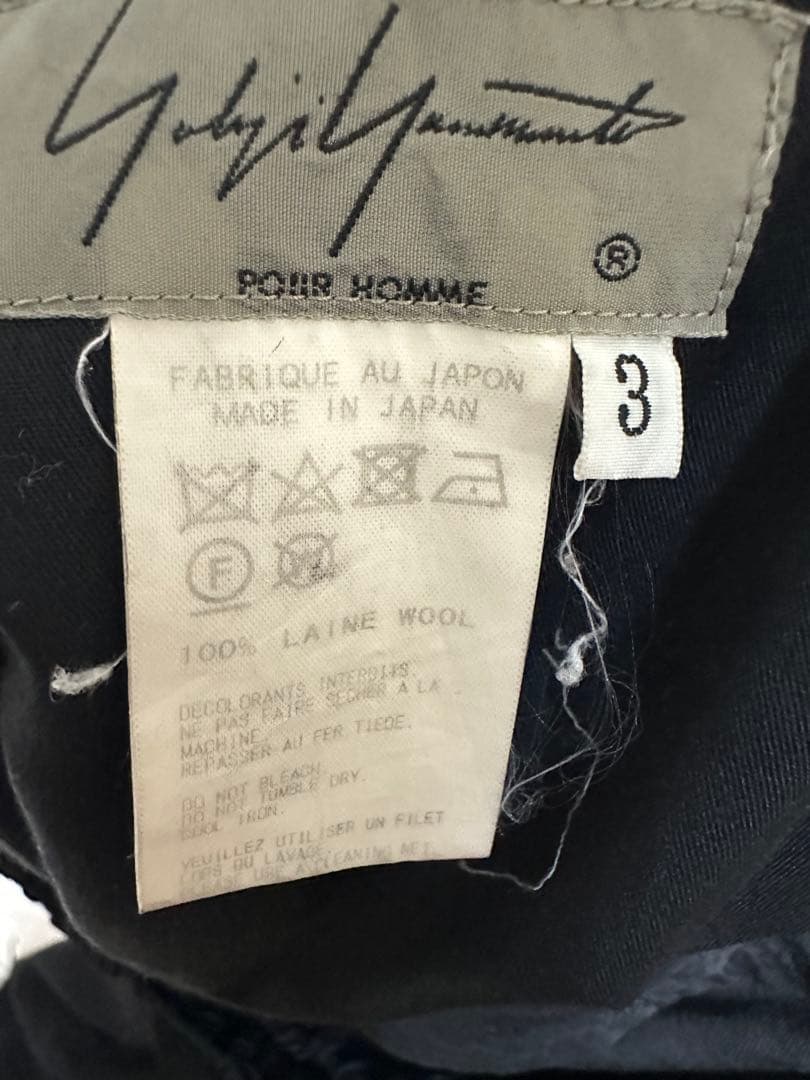 Yohji Yamamoto
®
POUR HOMME
3
FABRIQUE AU JAPON
MADE IN JAPAN
F
W
100% LAINE WOOL
DECOLORANTS INTERDITS.
NE PAS FAIRE SECHER A LA
MACHINE.
REPASSER AU FER TIEDE.
DO NOT BLEACH.
DO NOT TUMBLE DRY.
COOL IRON.
VEUILLEZ UTILISER UN FILET
LORS DU LAVAGE.
PLEASE USE A CLEANING NET.